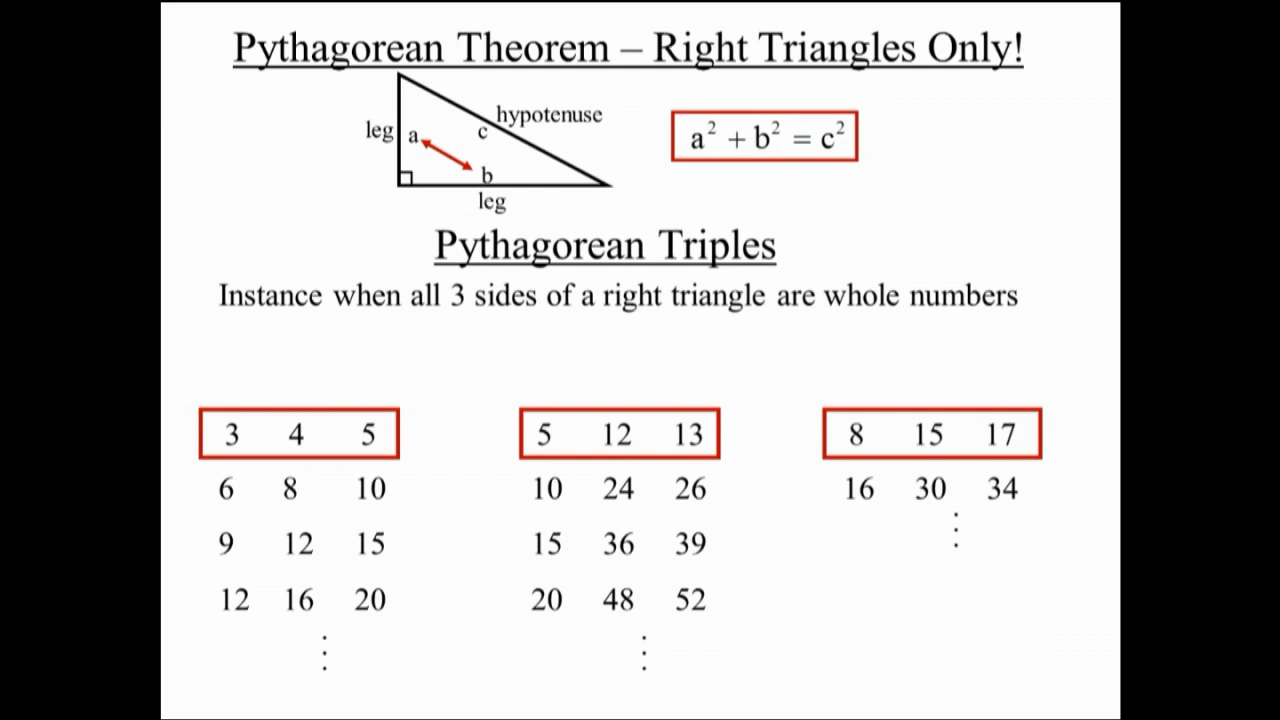 Pythagorean Theorem – Right Triangles Only!
hypotenuse
leg a c
a² + b² = c²
b
leg
Pythagorean Triples
Instance when all 3 sides of a right triangle are whole numbers
3 4 5 5 12 13 8 15 17
6 8 10 10 24 26 16 30 34
9 12 15 15 36 39 ⋮
12 16 20 20 48 52
⋮ ⋮